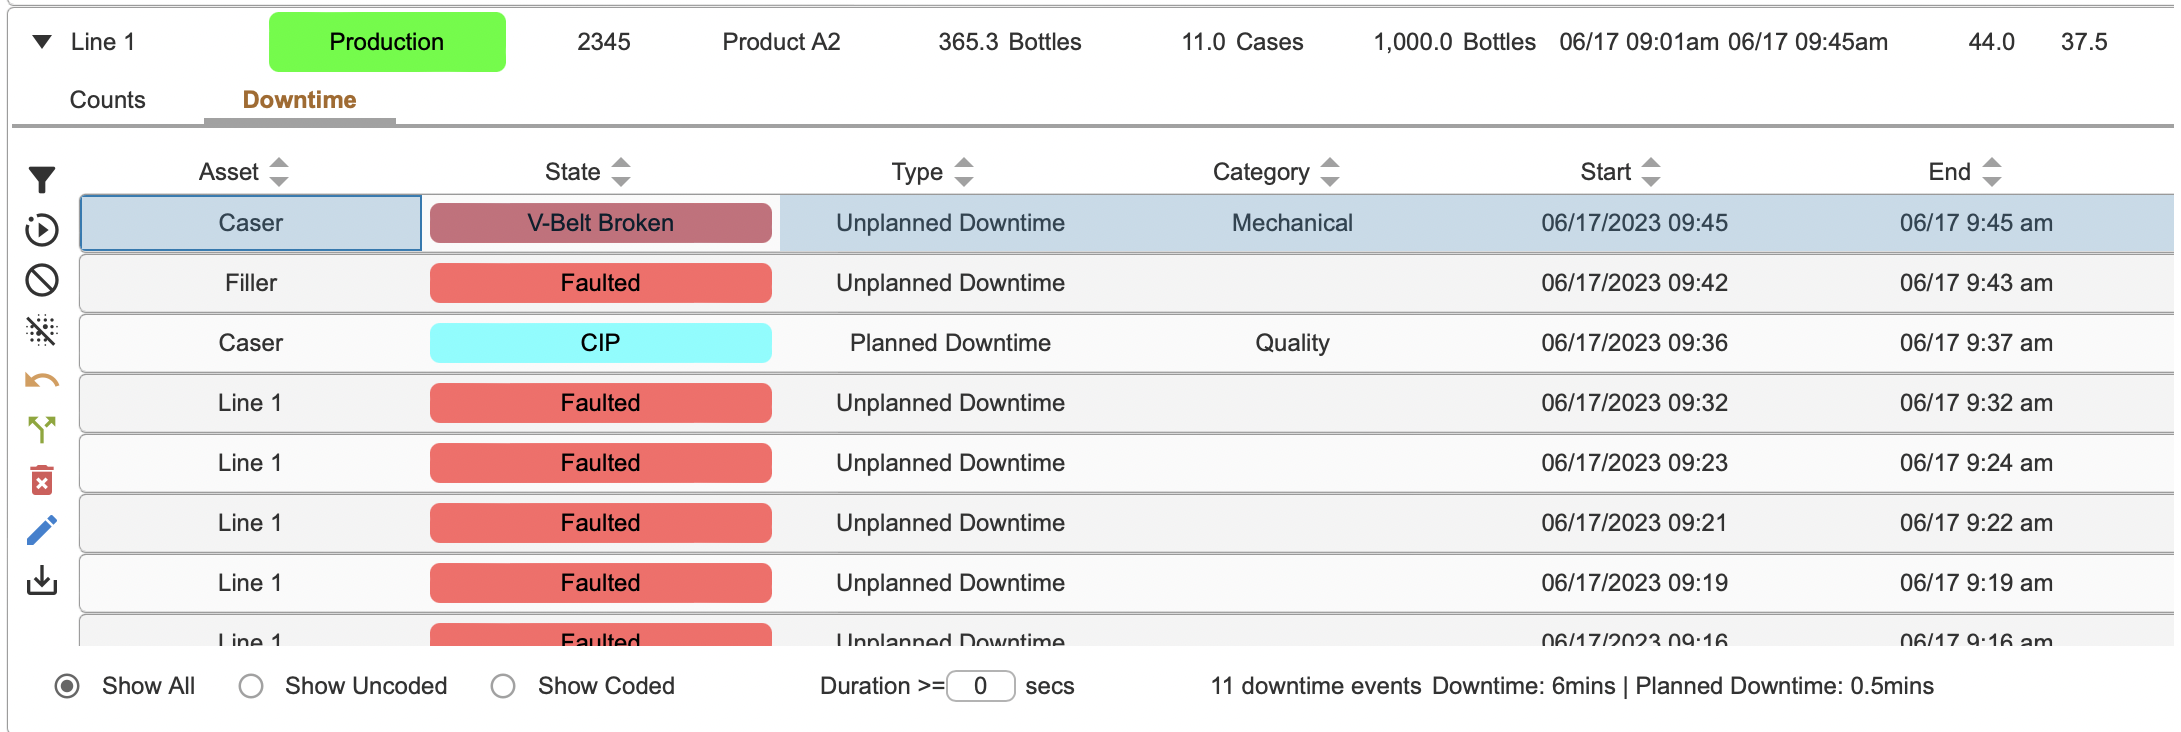 Line 1 Production 2345 Product A2 365.3 Bottles 11.0 Cases 1,000.0 Bottles 06/17 09:01am 06/17 09:45am 44.0 37.5
Counts Downtime
Asset State Type Category Start End
Caser V-Belt Broken Unplanned Downtime Mechanical 06/17/2023 09:45 06/17 9:45 am
Filler Faulted Unplanned Downtime 06/17/2023 09:42 06/17 9:43 am
Caser CIP Planned Downtime Quality 06/17/2023 09:36 06/17 9:37 am
Line 1 Faulted Unplanned Downtime 06/17/2023 09:32 06/17 9:32 am
Line 1 Faulted Unplanned Downtime 06/17/2023 09:23 06/17 9:24 am
Line 1 Faulted Unplanned Downtime 06/17/2023 09:21 06/17 9:22 am
Line 1 Faulted Unplanned Downtime 06/17/2023 09:19 06/17 9:19 am
Line 1 Faulted Unplanned Downtime 06/17/2023 09:16 06/17 9:16 am
Show All Show Uncoded Show Coded Duration >= 0 secs 11 downtime events Downtime: 6mins | Planned Downtime: 0.5mins